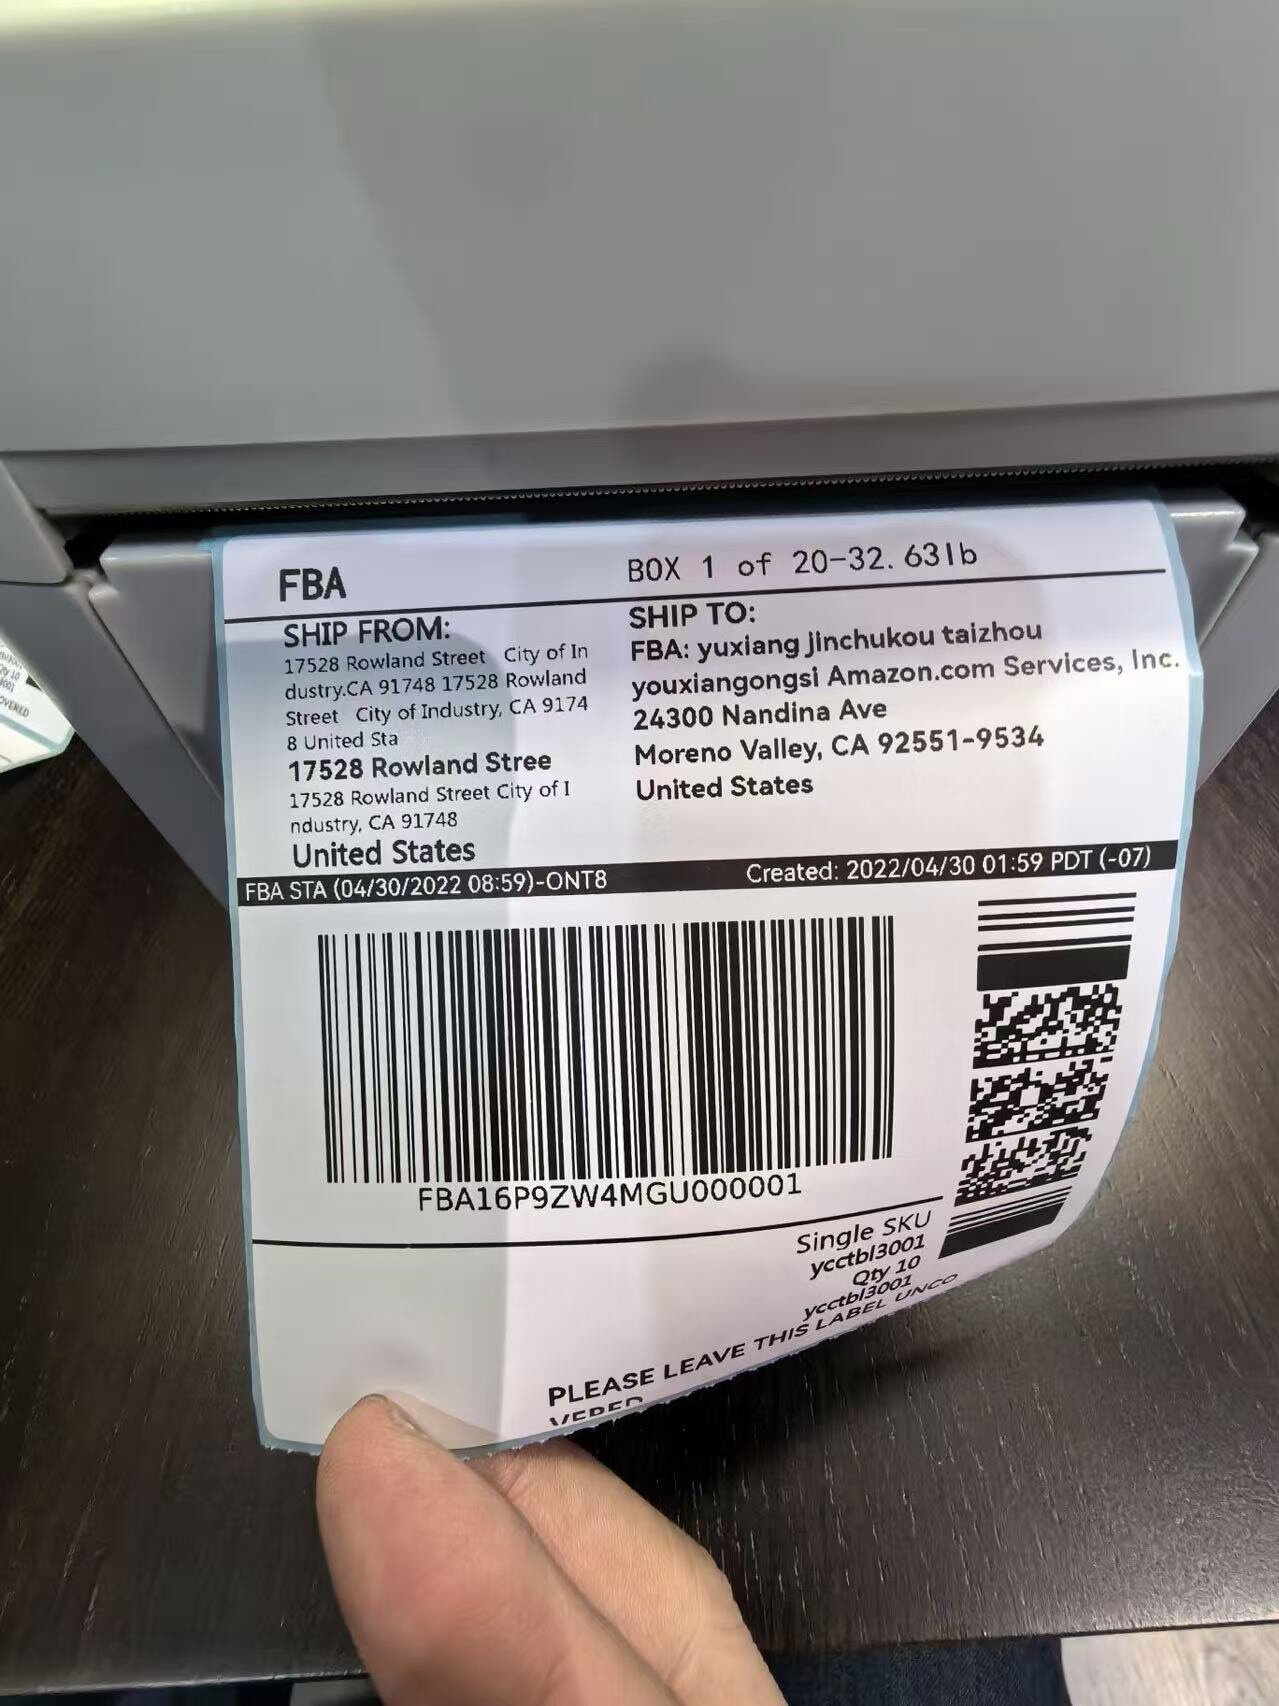 FBA
BOX 1 of 20-32.63lb
SHIP FROM:
17528 Rowland Street City of In
dustry.CA 91748 17528 Rowland
Street City of Industry, CA 9174
8 United Sta
17528 Rowland Stree
17528 Rowland Street City of I
ndustry, CA 91748
United States
SHIP TO:
FBA: yuxiang jinchukou taizhou
youxiangongsi Amazon.com Services, Inc.
24300 Nandina Ave
Moreno Valley, CA 92551-9534
United States
FBA STA (04/30/2022 08:59)-ONT8
Created: 2022/04/30 01:59 PDT (-07)
FBA16P9ZW4MGU000001
Single SKU
ycctbl3001
Qty 10
ycctbl3001
PLEASE LEAVE THIS LABEL UNCO
VERED
OVERED